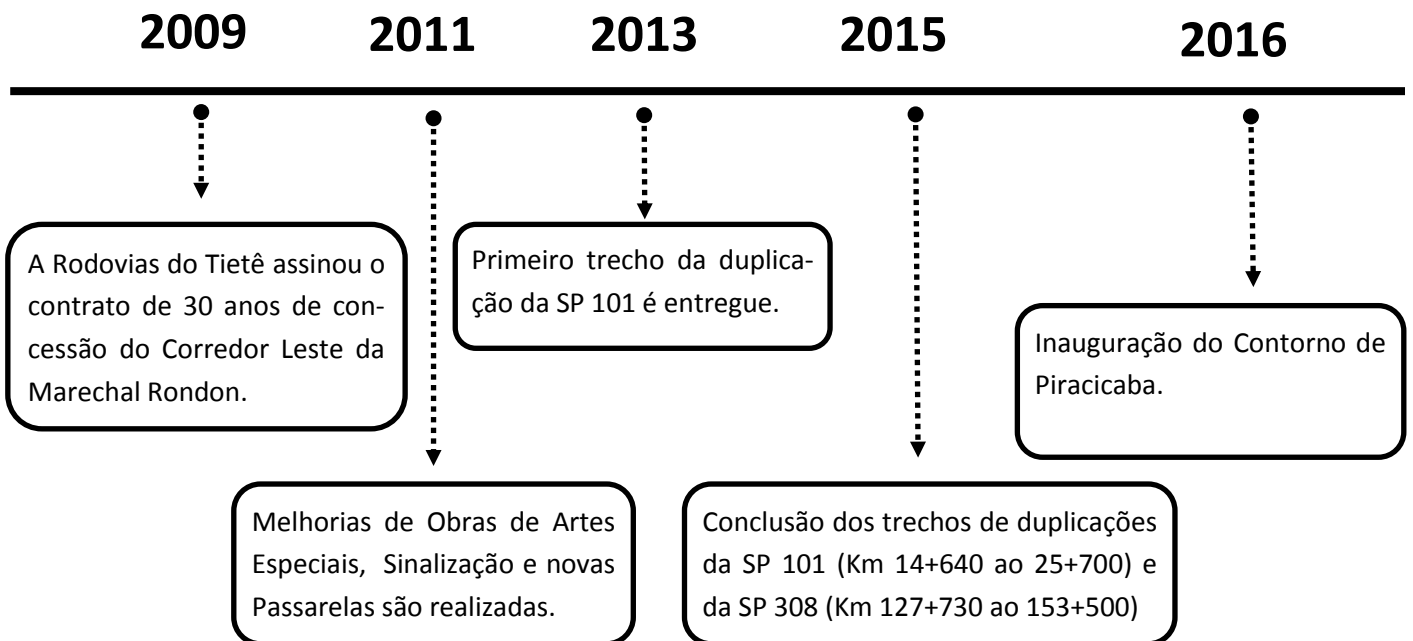 2009
2011
2013
2015
2016
A Rodovias do Tietê assinou o
contrato de 30 anos de con-
cessão do Corredor Leste da
Marechal Rondon.
Melhorias de Obras de Artes
Especiais, Sinalização e novas
Passarelas são realizadas.
Primeiro trecho da duplica-
ção da SP 101 é entregue.
Conclusão dos trechos de duplicações
da SP 101 (Km 14+640 ao 25+700) e
da SP 308 (Km 127+730 ao 153+500)
Inauguração do Contorno de
Piracicaba.